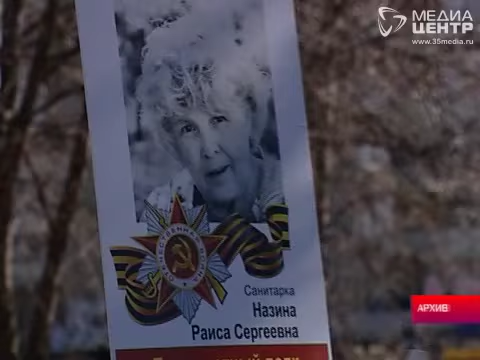 МЕДИА
ЦЕНТР
www.35media.ru
Санитарка
Назина
Раиса Сергеевна
АРХИВ